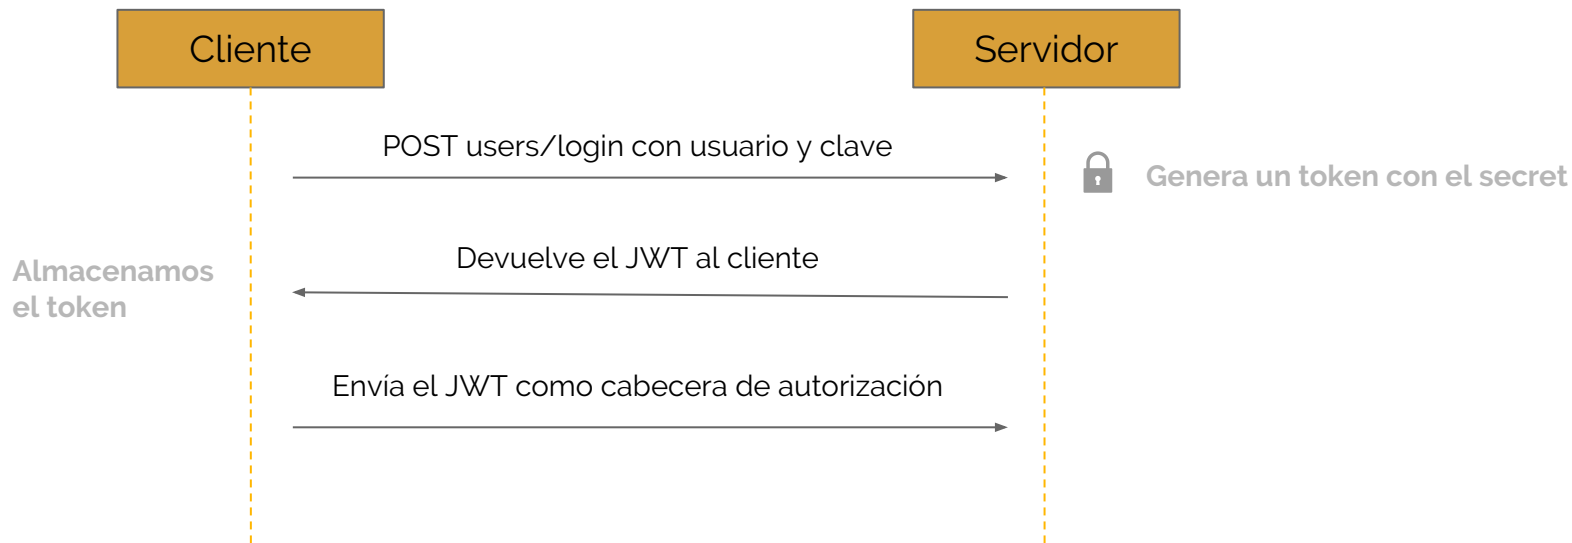 Cliente
Servidor
POST users/login con usuario y clave
Genera un token con el secret
Devuelve el JWT al cliente
Almacenamos
el token
Envía el JWT como cabecera de autorización